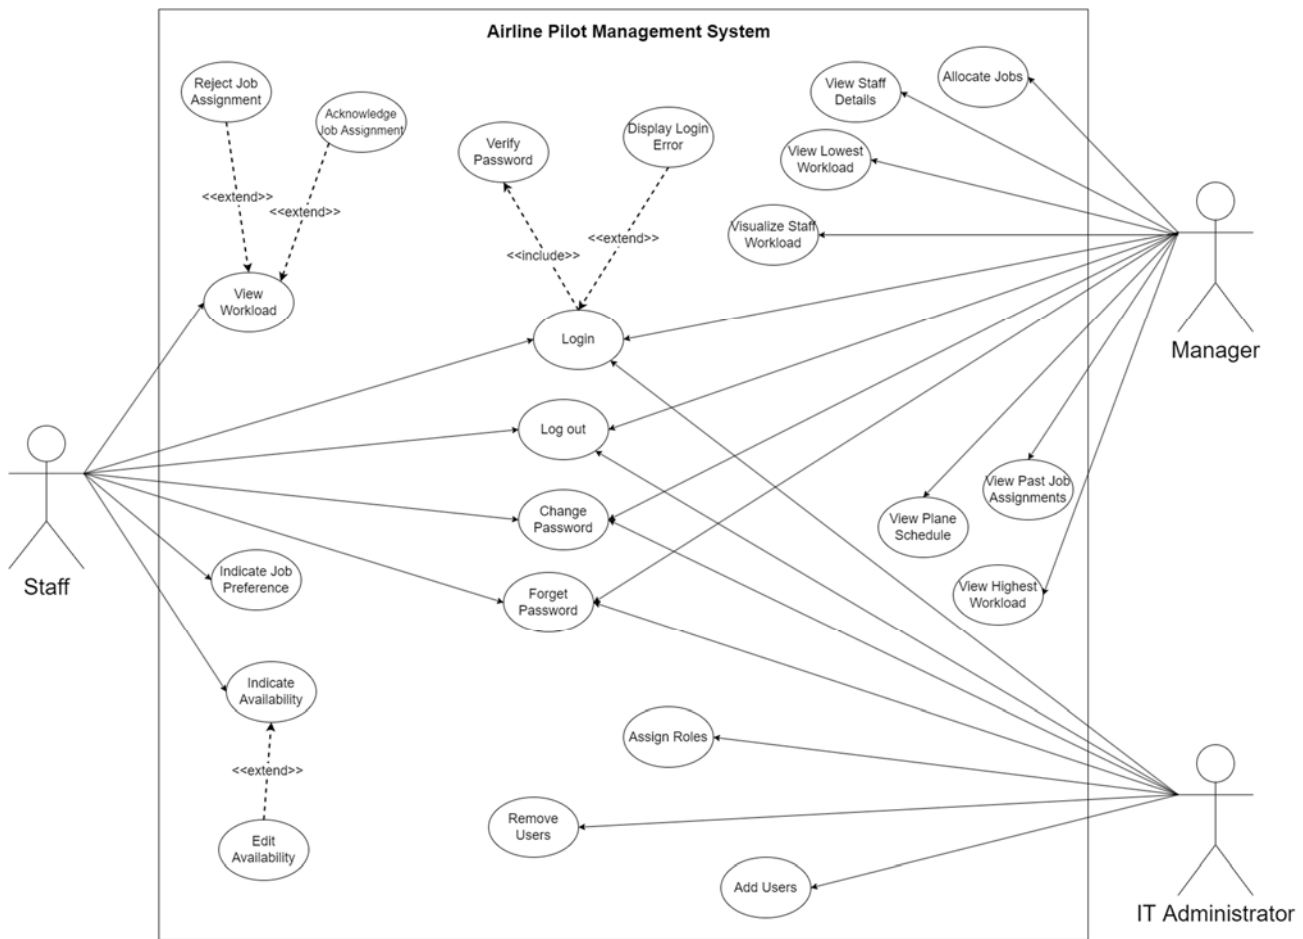 Airline Pilot Management System
Reject Job
Assignment
Acknowledge
Job Assignment
Verify
Password
Display Login
Error
View Staff
Details
Allocate Jobs
View Lowest
Workload
Visualize Staff
Workload
<<extend>>
<<extend>>
<<extend>>
<<include>>
View
Workload
Login
Manager
Log out
Change
Password
View Past Job
Assignments
View Plane
Schedule
Staff
Indicate Job
Preference
Forget
Password
View Highest
Workload
Indicate
Availability
Assign Roles
<<extend>>
Edit
Availability
Remove
Users
Add Users
IT Administrator